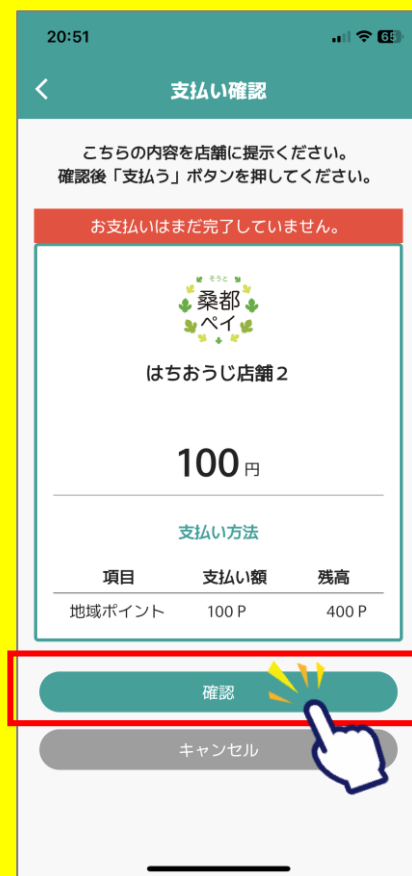 20:51
65
支払い確認
こちらの内容を店舗に提示ください。
確認後「支払う」ボタンを押してください。
お支払いはまだ完了していません。
そうと
桑都
ペイ
はちおうじ店舗２
100 円
支払い方法
項目 支払い額 残高
地域ポイント 100 P 400 P
確認
キャンセル